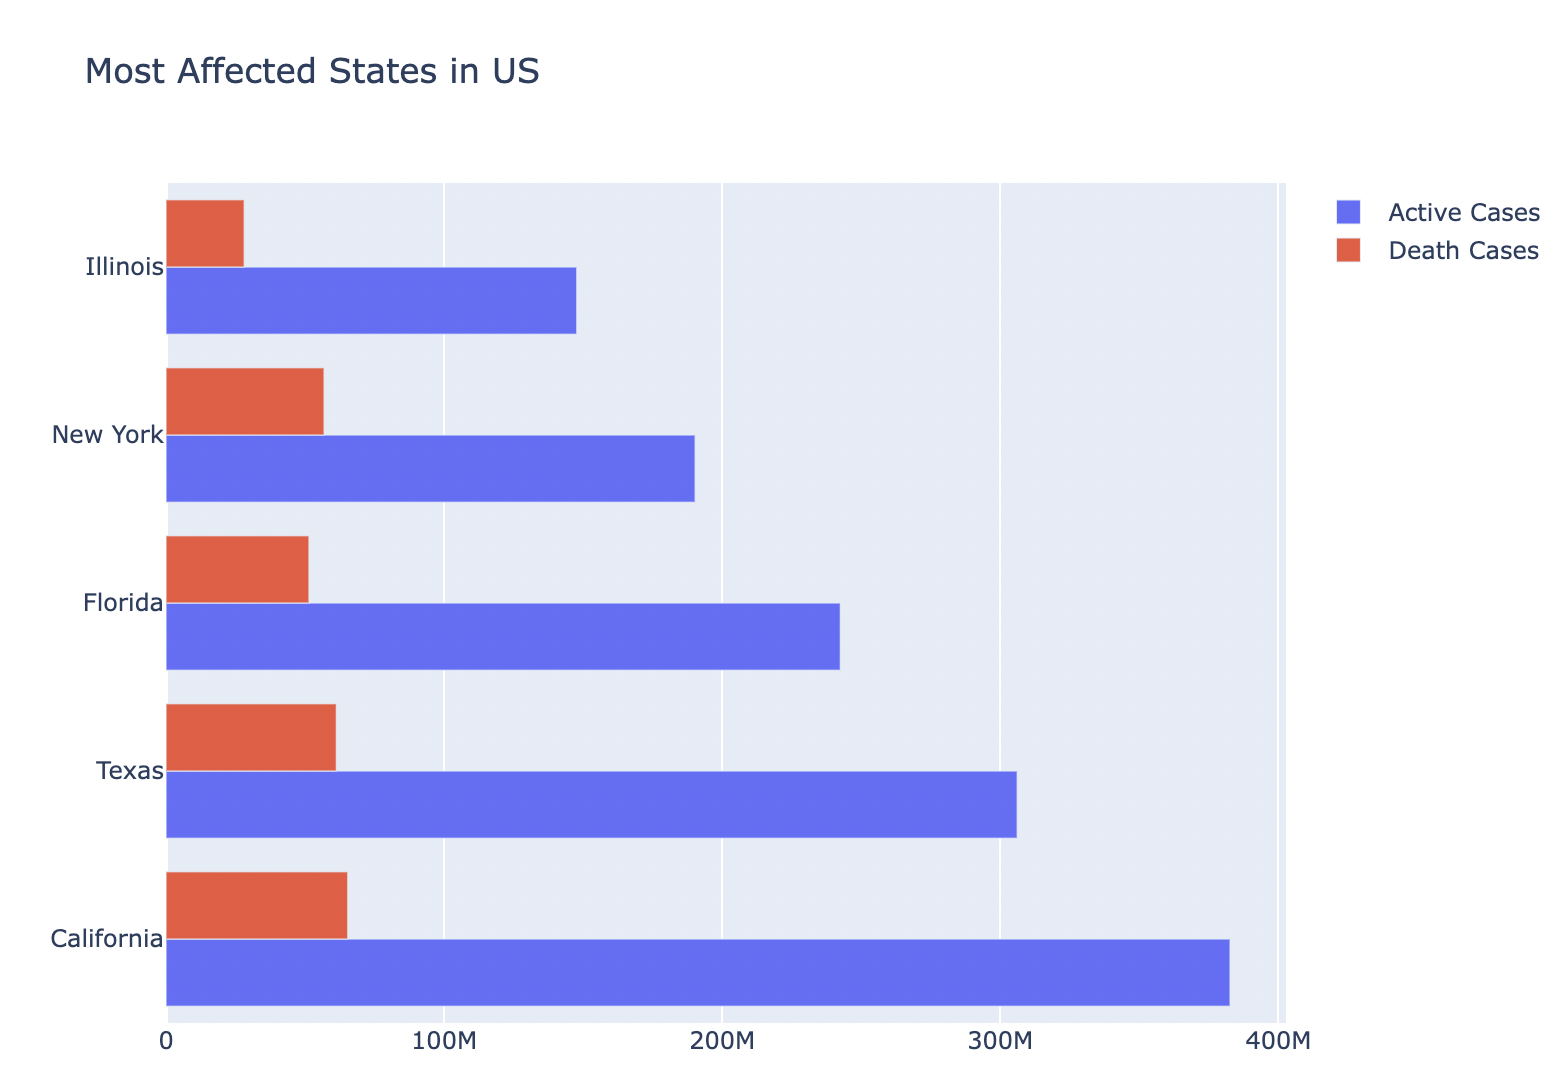 Most Affected States in US
Active Cases
Death Cases
Illinois
New York
Florida
Texas
California
0 100M 200M 300M 400M